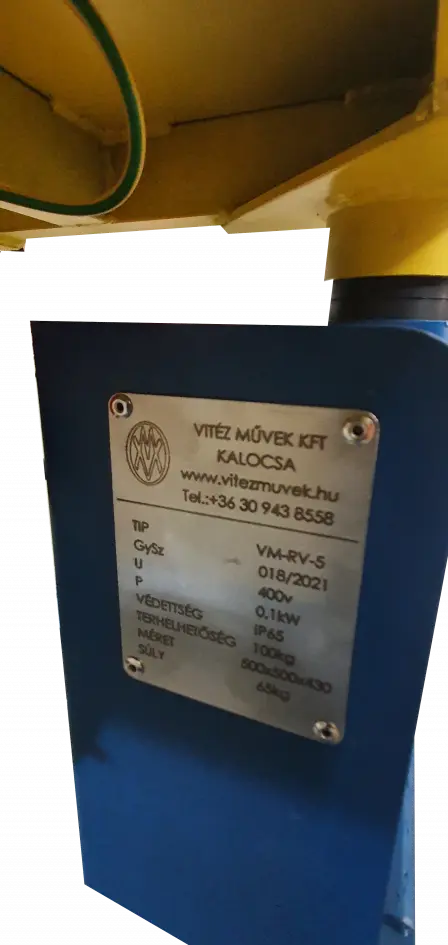 VITÉZ MŰVEK KFT
KALOCSA
www.vitezmuvek.hu
Tel.:+36 30 943 8558
TIP VM-RV-5
GySz 018/2021
U 400v
P 0,1kW
VÉDETTSÉG IP65
TERHELHETŐSÉG 100kg
MÉRET 500x500x430
SÚLY 65kg